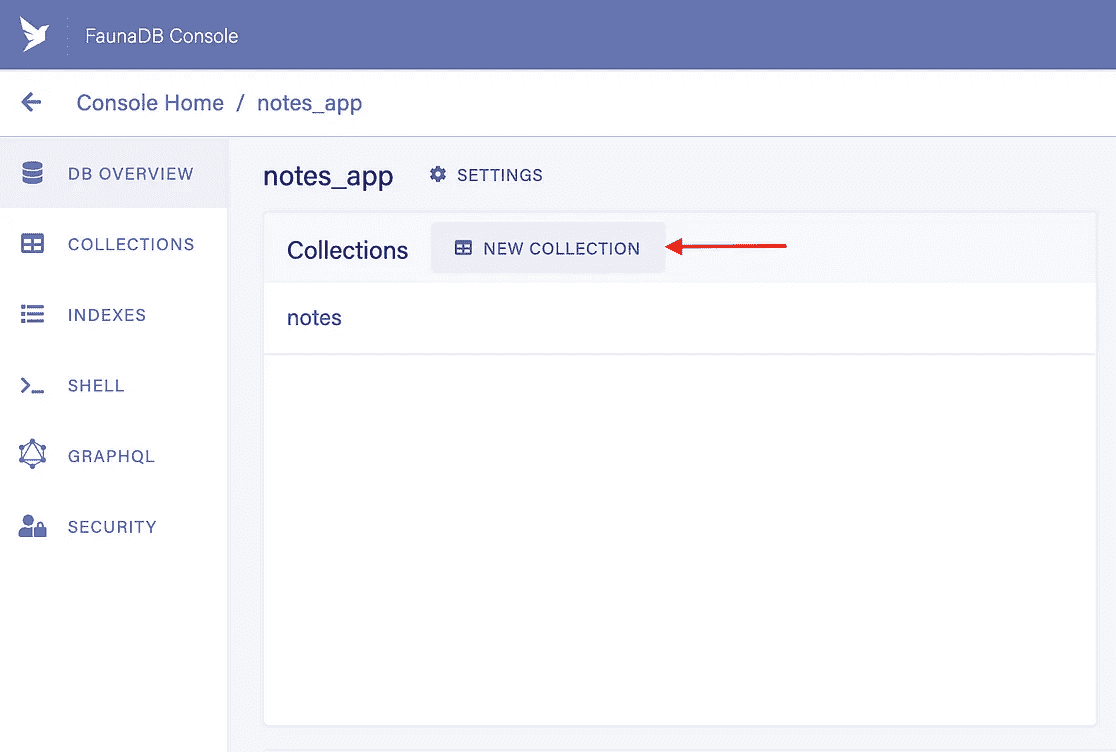 FaunaDB Console
Console Home / notes_app
DB OVERVIEW
COLLECTIONS
INDEXES
SHELL
GRAPHQL
SECURITY
notes_app SETTINGS
Collections NEW COLLECTION
notes